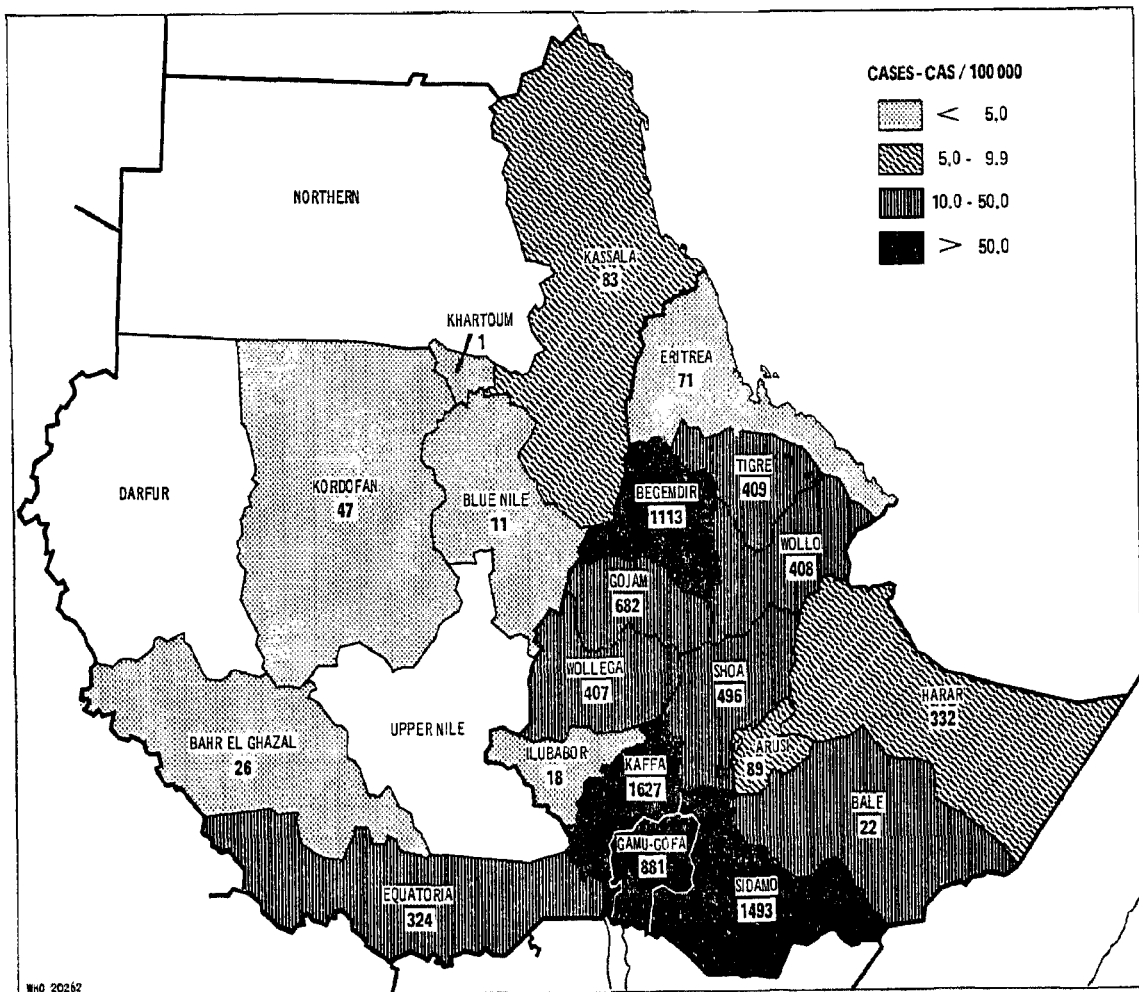 CASES-CAS / 100 000
< 5.0
5.0 - 9.9
10.0 - 50.0
> 50.0
NORTHERN
KASSALA
83
KHARTOUM
1
ERITREA
71
DARFUR
KORDOFAN
47
BLUE NILE
11
BEGEMDIR
1113
TIGRE
409
WOLLO
408
GOJAM
682
WOLLEGA
407
SHOA
496
HARAR
332
UPPER NILE
BAHR EL GHAZAL
26
ILUBABOR
18
KAFFA
1627
ARUSI
89
BALE
22
GAMU-GOFA
881
SIDAMO
1493
EQUATORIA
324
WHO 20262